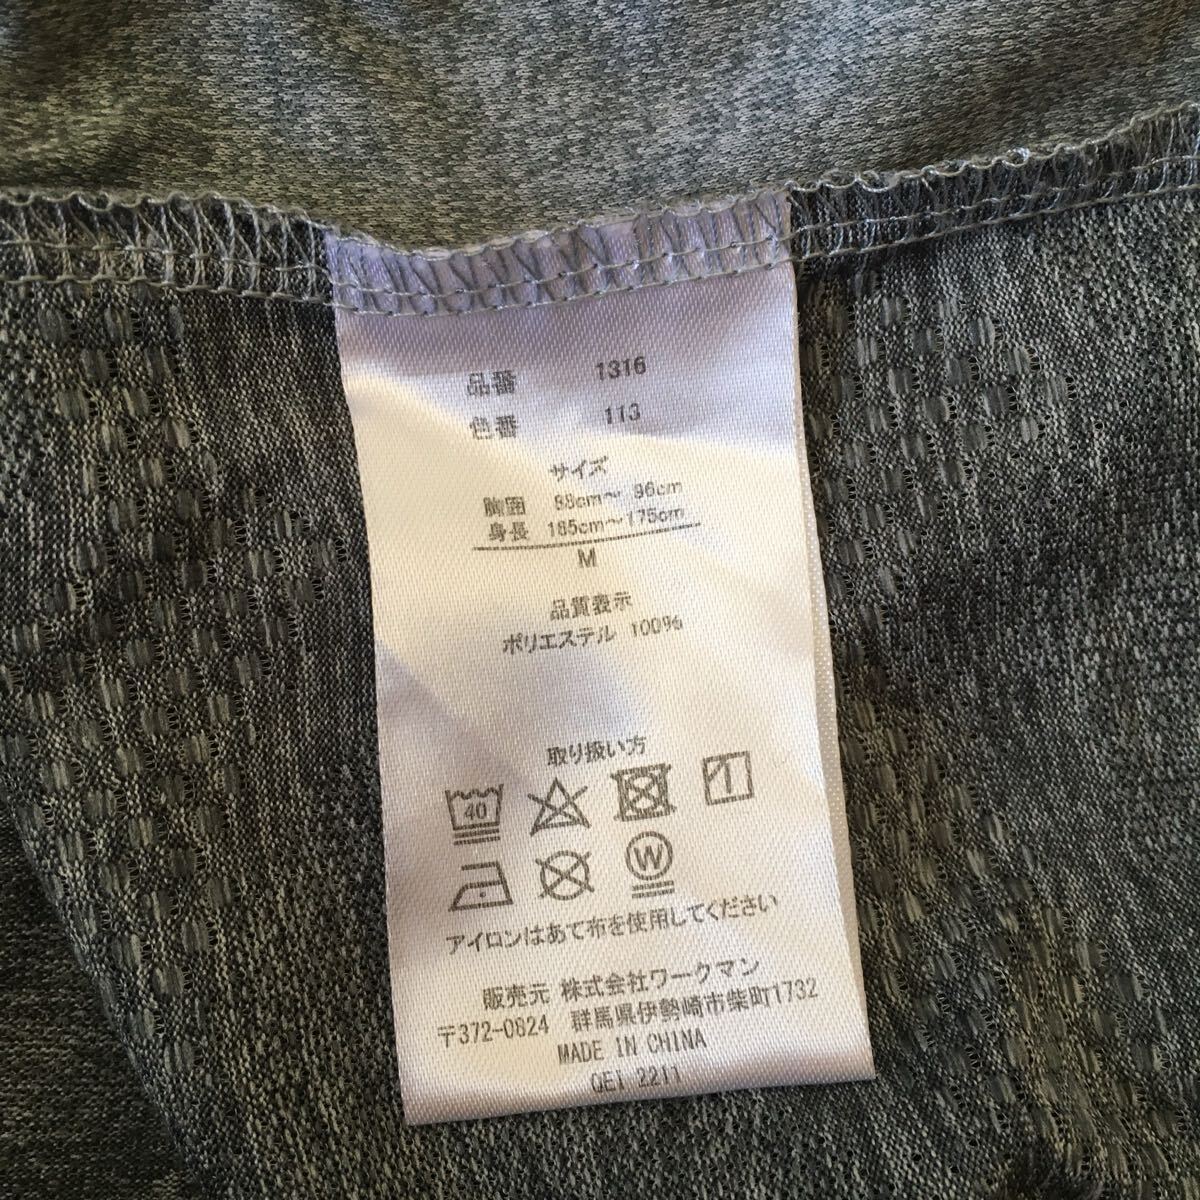 品番 1316
色番 113
サイズ
胸囲 88cm～ 96cm
身長 165cm～175cm
M
品質表示
ポリエステル 100%
取り扱い方
40
W
アイロンはあて布を使用してください
販売元 株式会社ワークマン
〒372-0824 群馬県伊勢崎市柴町1732
MADE IN CHINA
QEI 2211